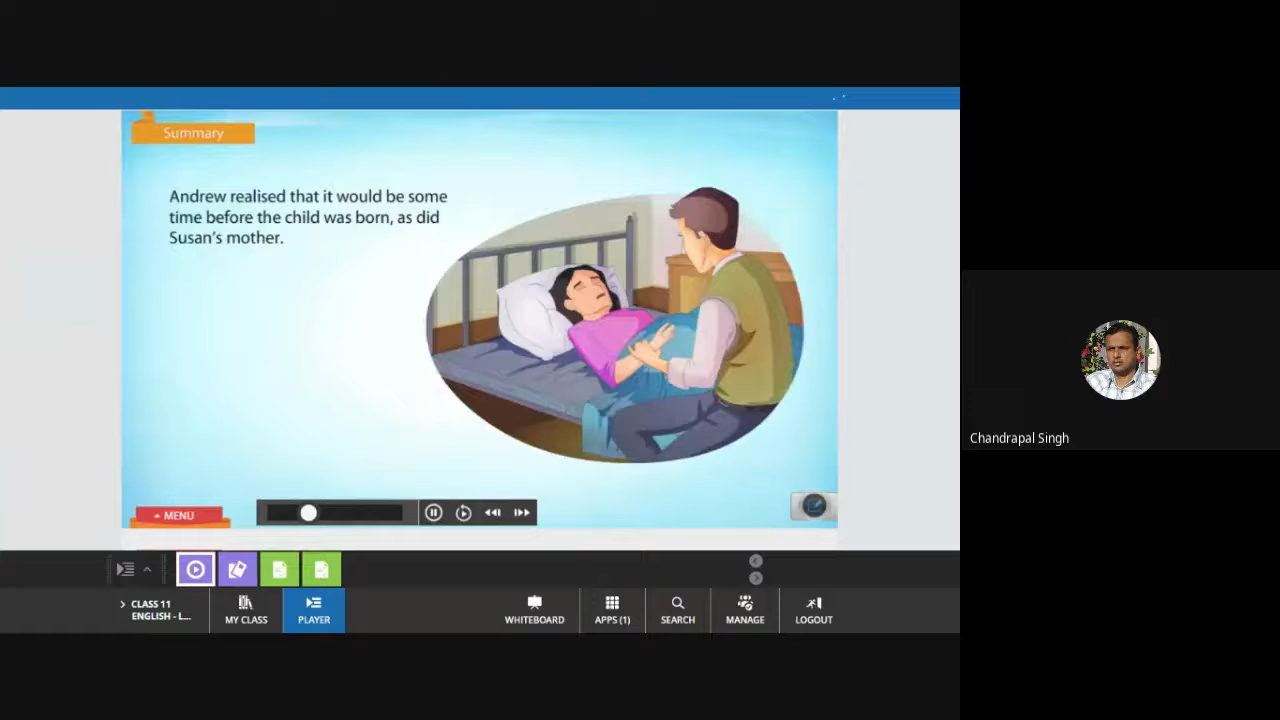 Summary
Andrew realised that it would be some
time before the child was born, as did
Susan's mother.
Chandrapal Singh
MENU
CLASS 11
ENGLISH - L...
MY CLASS
PLAYER
WHITEBOARD
APPS (1)
SEARCH
MANAGE
LOGOUT